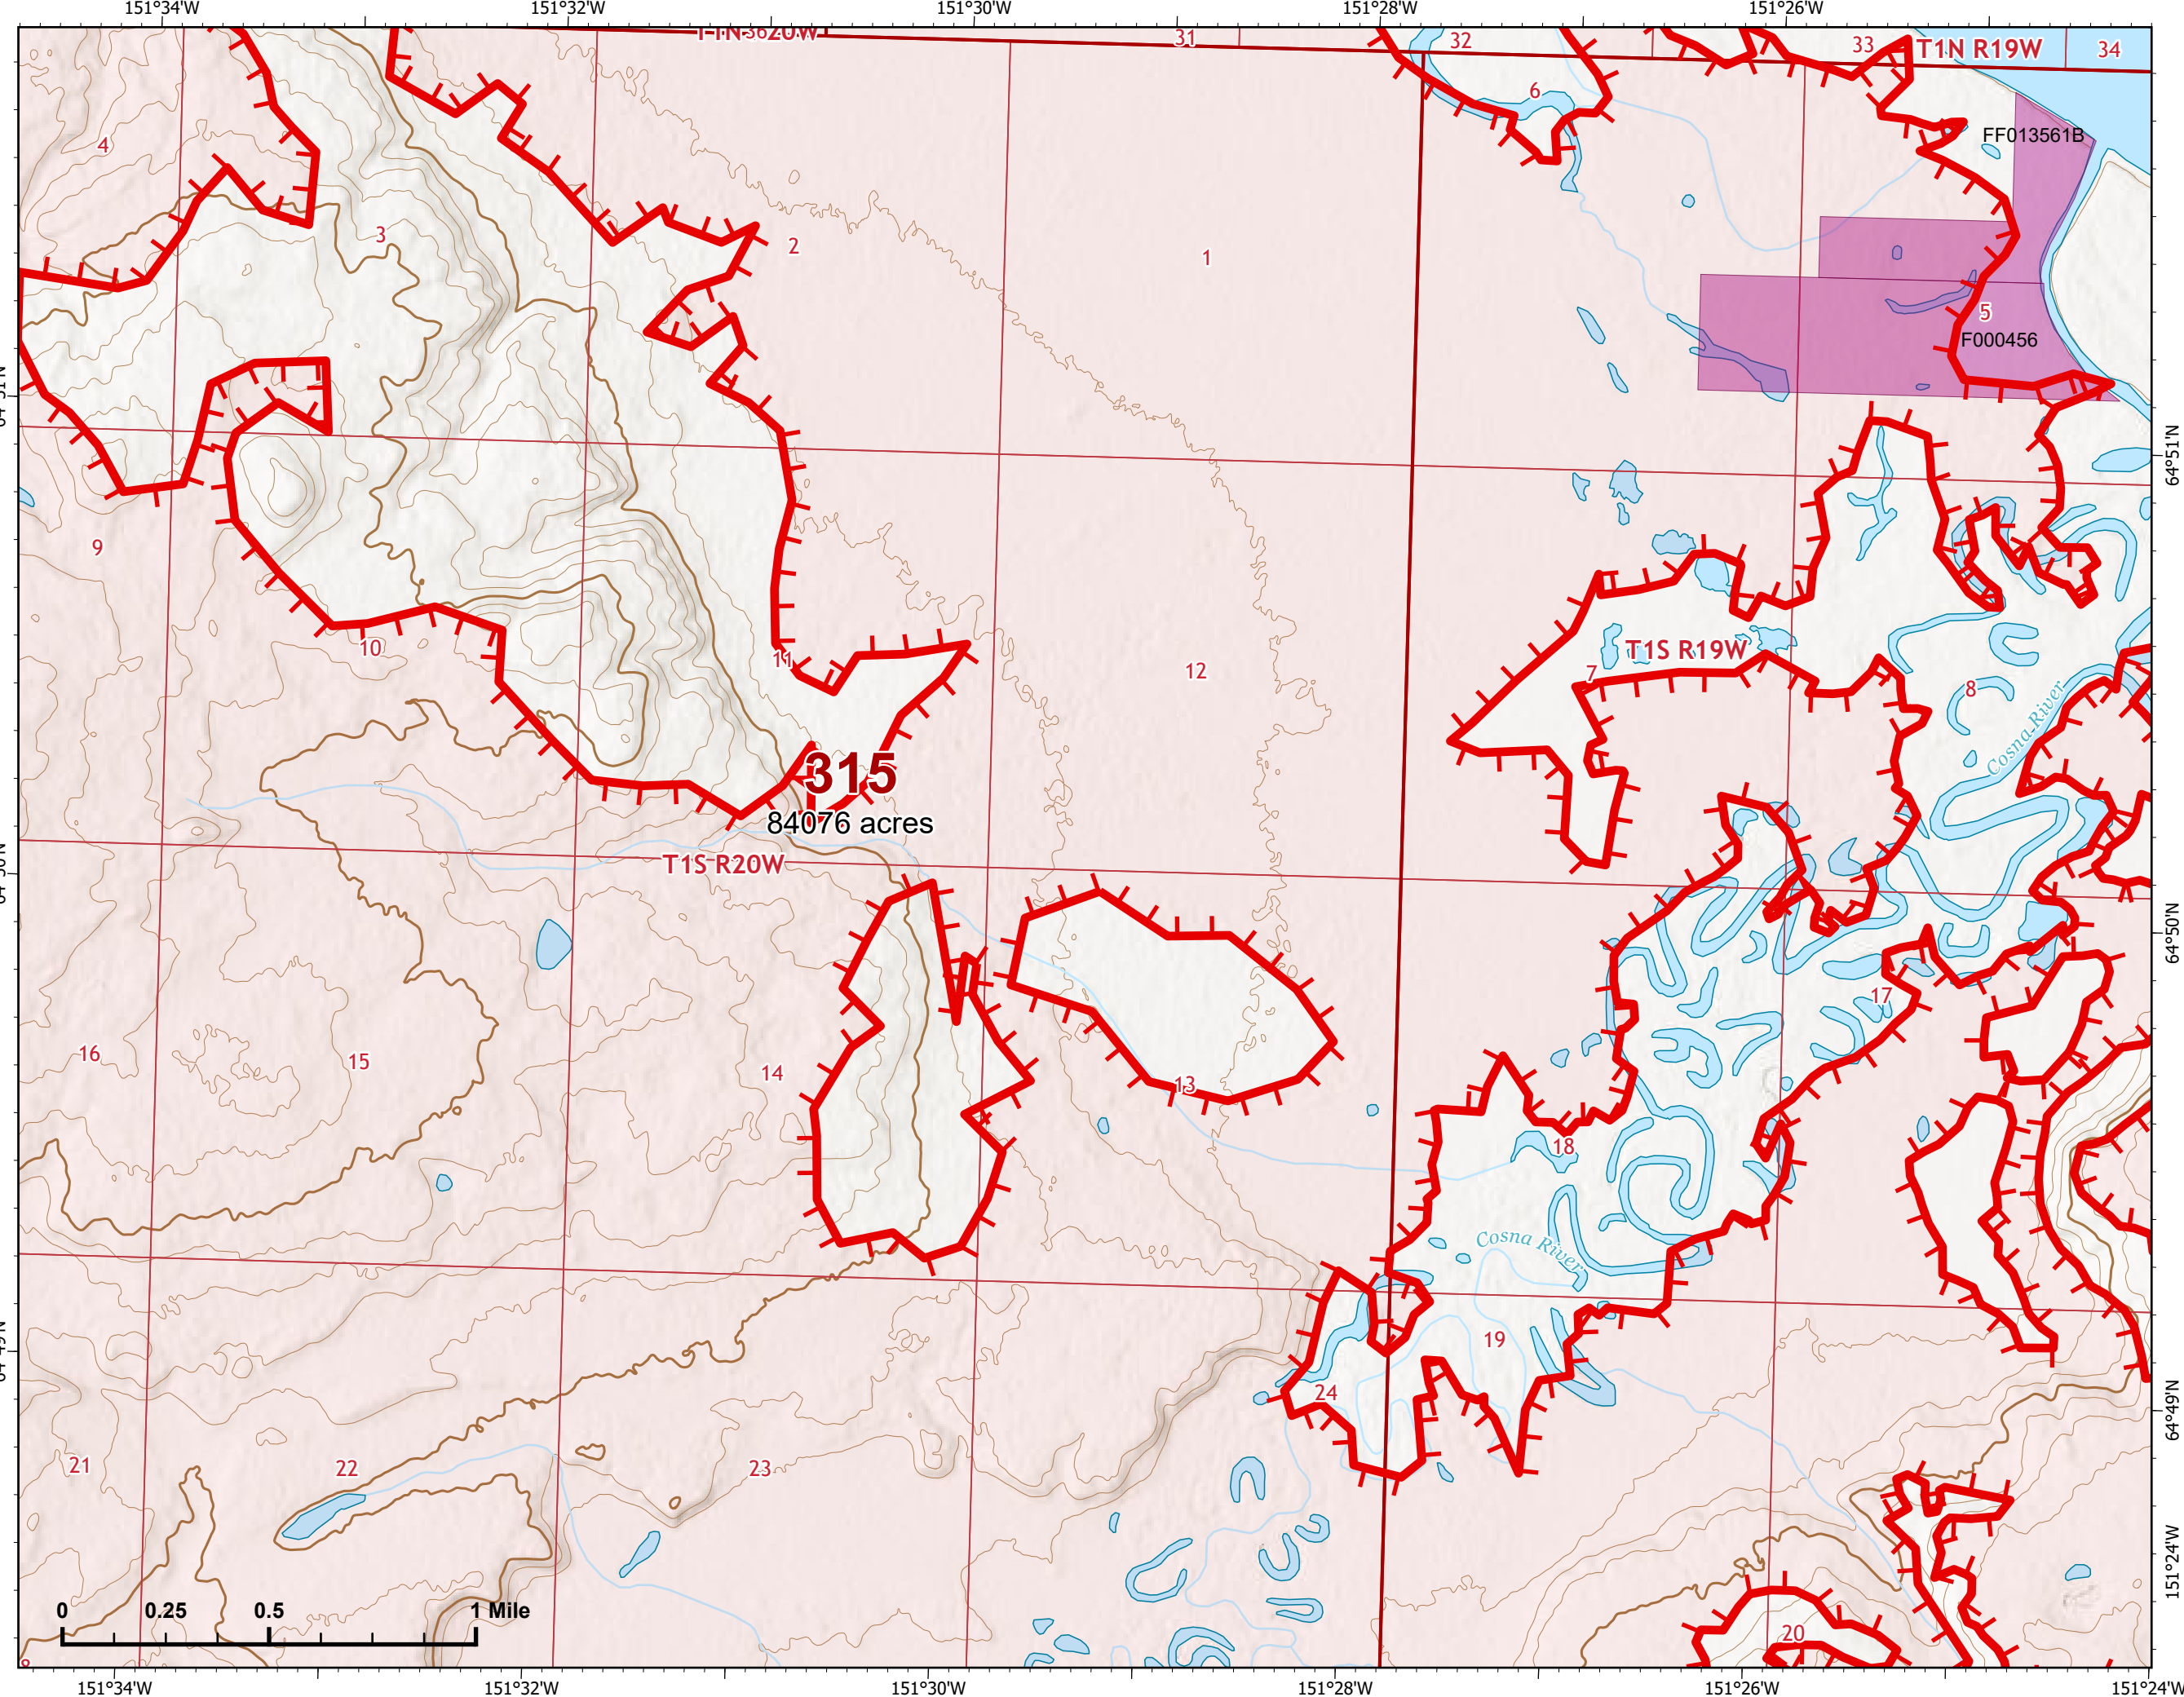 151°34'W 151°32'W 151°30'W 151°28'W 151°26'W
31 32 33 T1N R19W 34
6
4
FF013561B
3 2 1
5
F000456
64°51'N
9
10 11 12
T1S R19W
7 8
Cosna River
315
84076 acres
T1S R20W
64°50'N
17
16 15 14 13
18
Cosna River
19
24
64°49'N
21 22 23
151°24'W
0 0.25 0.5 1 Mile
20
151°34'W 151°32'W 151°30'W 151°28'W 151°26'W 151°24'W